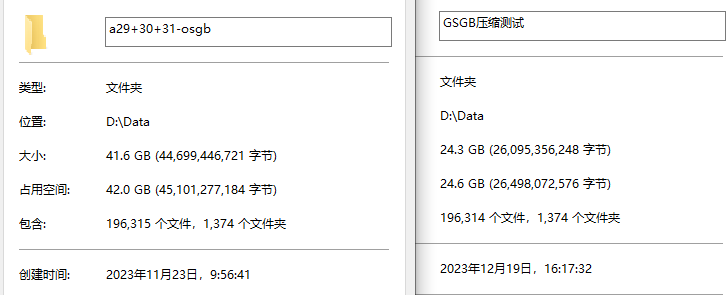 a29+30+31-osgb
类型: 文件夹
位置: D:\Data
大小: 41.6 GB (44,699,446,721 字节)
占用空间: 42.0 GB (45,101,277,184 字节)
包含: 196,315 个文件，1,374 个文件夹
创建时间: 2023年11月23日，9:56:41
GSGB压缩测试
文件夹
D:\Data
24.3 GB (26,095,356,248 字节)
24.6 GB (26,498,072,576 字节)
196,314 个文件，1,374 个文件夹
2023年12月19日，16:17:32